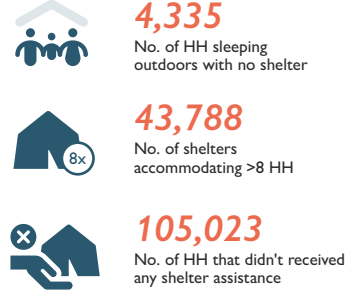 4,335
No. of HH sleeping
outdoors with no shelter
43,788
No. of shelters
accommodating >8 HH
8x
105,023
No. of HH that didn't received
any shelter assistance